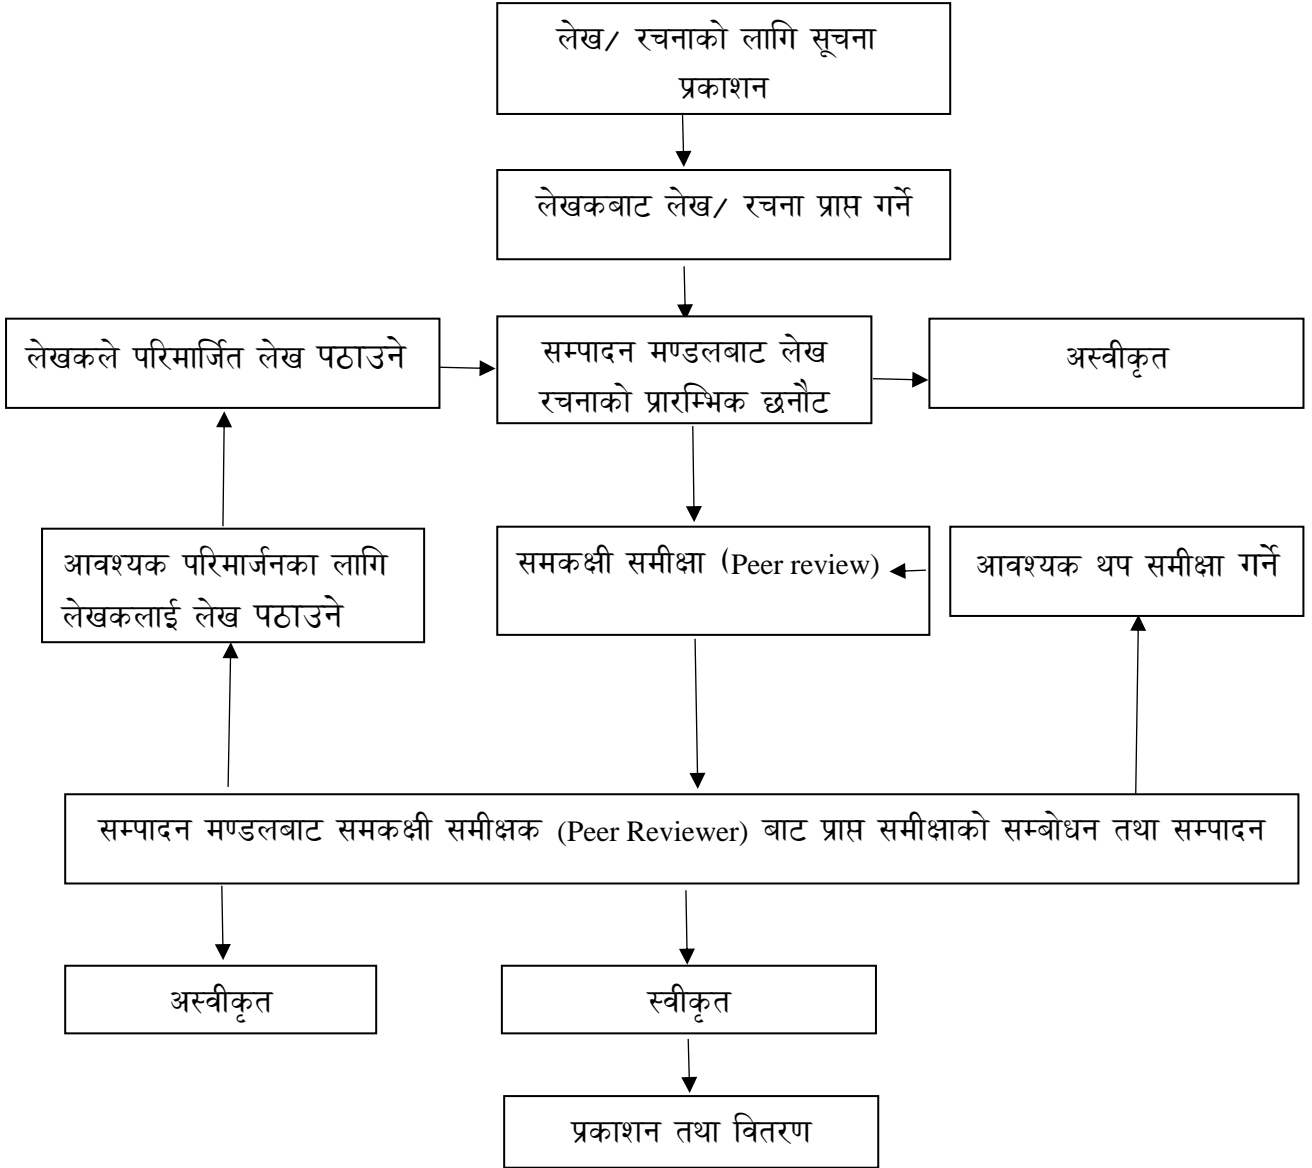 लेख/ रचनाको लागि सूचना
प्रकाशन
लेखकबाट लेख/ रचना प्राप्त गर्ने
लेखकले परिमार्जित लेख पठाउने
सम्पादन मण्डलबाट लेख
रचनाको प्रारम्भिक छनौट
अस्वीकृत
आवश्यक परिमार्जनका लागि
लेखकलाई लेख पठाउने
समकक्षी समीक्षा (Peer review)
आवश्यक थप समीक्षा गर्ने
सम्पादन मण्डलबाट समकक्षी समीक्षक (Peer Reviewer) बाट प्राप्त समीक्षाको सम्बोधन तथा सम्पादन
अस्वीकृत
स्वीकृत
प्रकाशन तथा वितरण